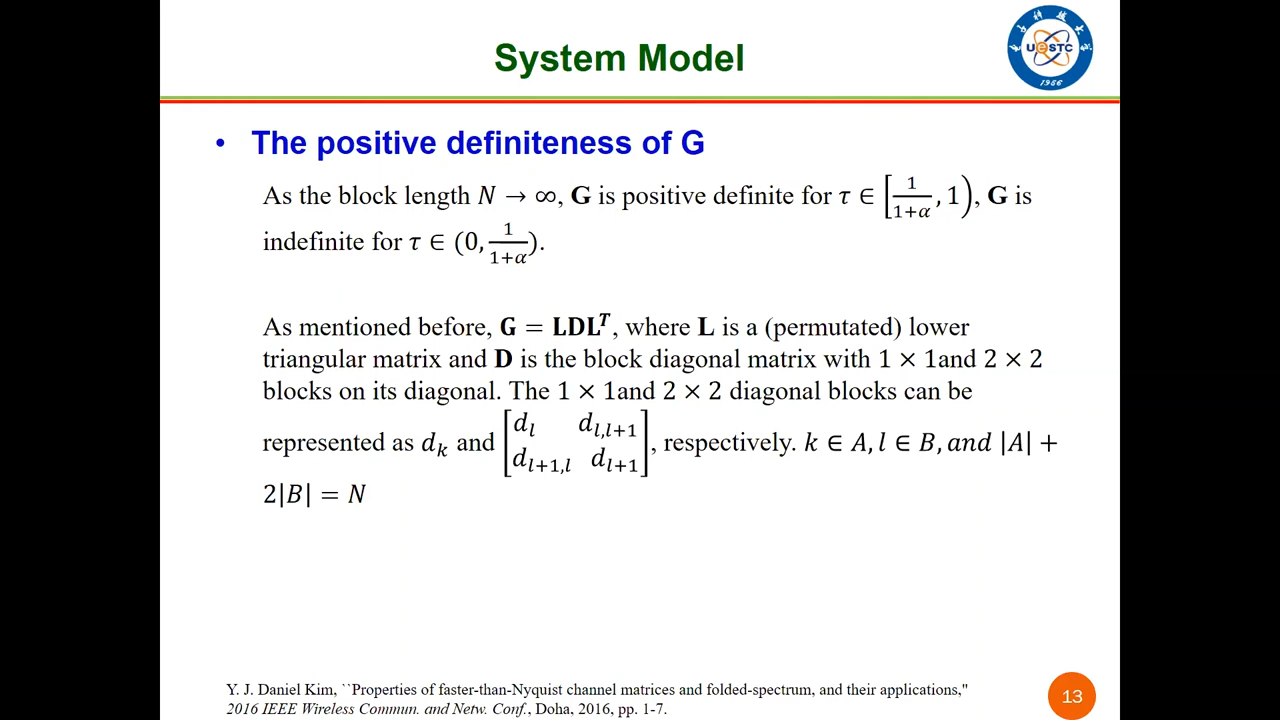 System Model
UESTC
1956
• The positive definiteness of G
As the block length N → ∞, G is positive definite for τ ∈ [1/(1+α), 1), G is
indefinite for τ ∈ (0, 1/(1+α)).
As mentioned before, G = LDL^T, where L is a (permutated) lower
triangular matrix and D is the block diagonal matrix with 1 × 1and 2 × 2
blocks on its diagonal. The 1 × 1and 2 × 2 diagonal blocks can be
represented as d_k and [d_l d_{l,l+1} ; d_{l+1,l} d_{l+1}], respectively. k ∈ A, l ∈ B, and |A| +
2|B| = N
Y. J. Daniel Kim, ``Properties of faster-than-Nyquist channel matrices and folded-spectrum, and their applications,"
2016 IEEE Wireless Commun. and Netw. Conf., Doha, 2016, pp. 1-7.
13